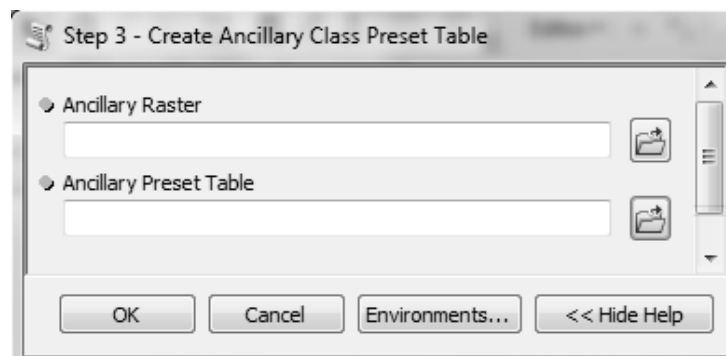 Step 3 - Create Ancillary Class Preset Table
Ancillary Raster
Ancillary Preset Table
OK
Cancel
Environments...
<< Hide Help